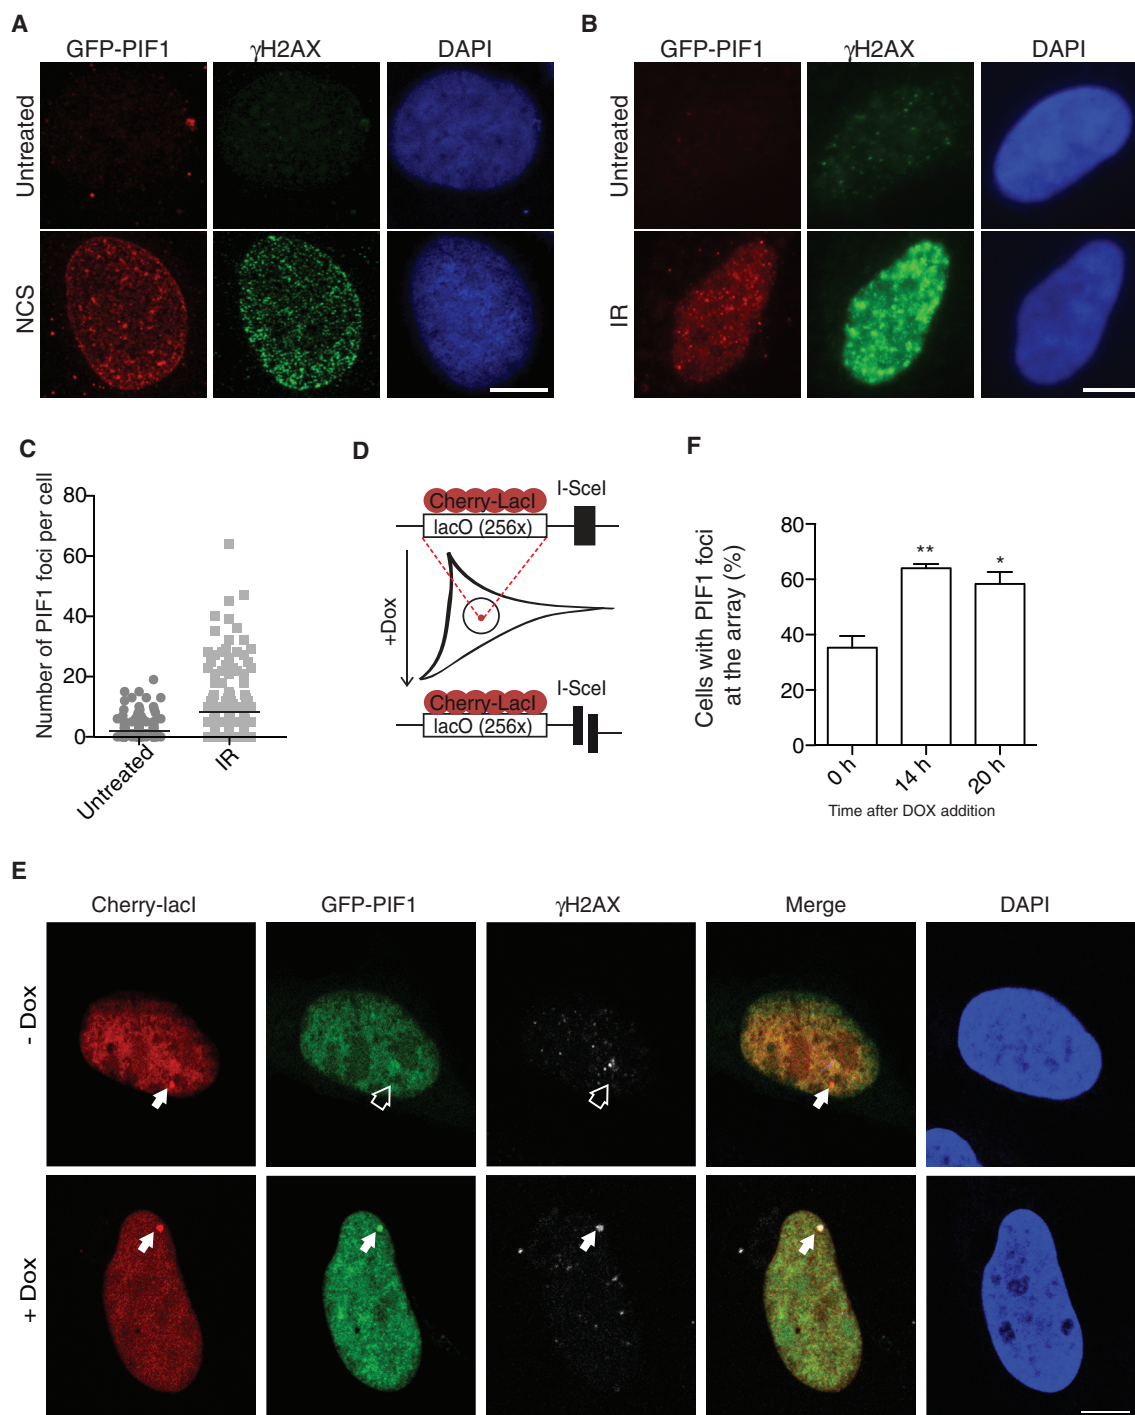 A
GFP-PIF1 γH2AX DAPI
Untreated
NCS
B
GFP-PIF1 γH2AX DAPI
Untreated
IR
C
Number of PIF1 foci per cell
80
60
40
20
0
Untreated
IR
D
Cherry-LacI
I-SceI
lacO (256x)
+Dox
Cherry-LacI
I-SceI
lacO (256x)
F
Cells with PIF1 foci
at the array (%)
80
60
40
20
0
**
*
0 h
14 h
20 h
Time after DOX addition
E
Cherry-lacI GFP-PIF1 γH2AX Merge DAPI
- Dox
+ Dox